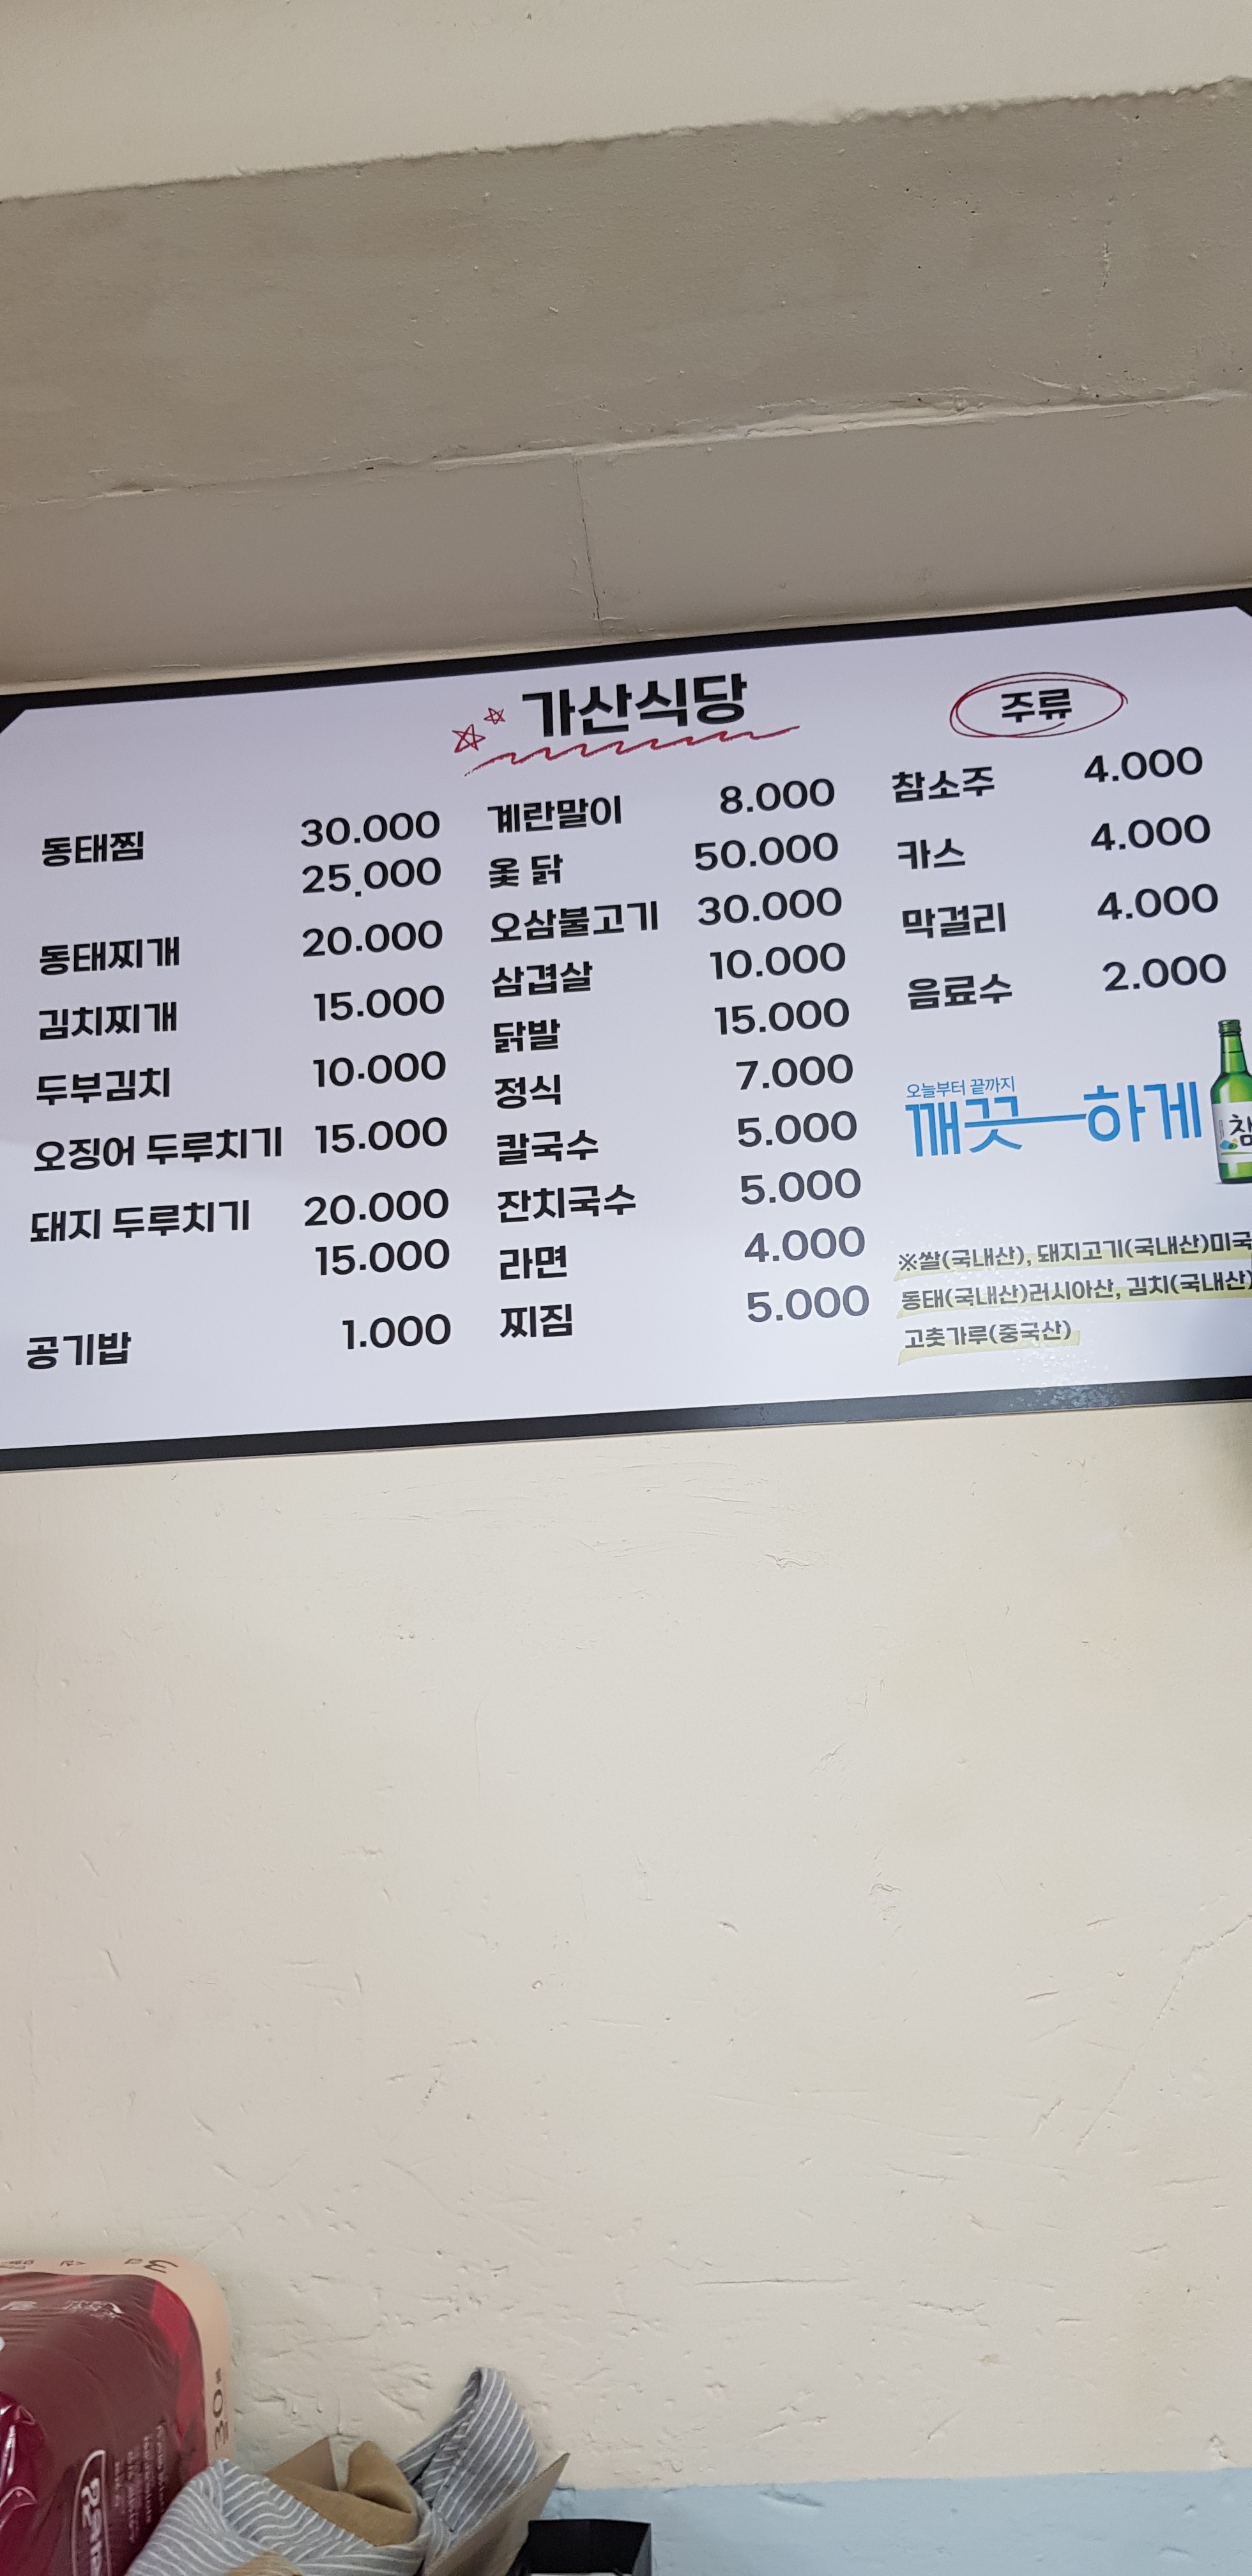 가산식당
동태찜 30.000
25.000
동태찌개 20.000
김치찌개 15.000
두부김치 10.000
오징어 두루치기 15.000
돼지 두루치기 20.000
15.000
공기밥 1.000
계란말이 8.000
옻 닭 50.000
오삼불고기 30.000
삼겹살 10.000
닭발 15.000
정식 7.000
칼국수 5.000
잔치국수 5.000
라면 4.000
찌짐 5.000
주류
참소주 4.000
카스 4.000
막걸리 4.000
음료수 2.000
오늘부터 끝까지
깨끗하게
참
※쌀(국내산), 돼지고기(국내산)미국
동태(국내산)러시아산, 김치(국내산)
고춧가루(중국산)
30